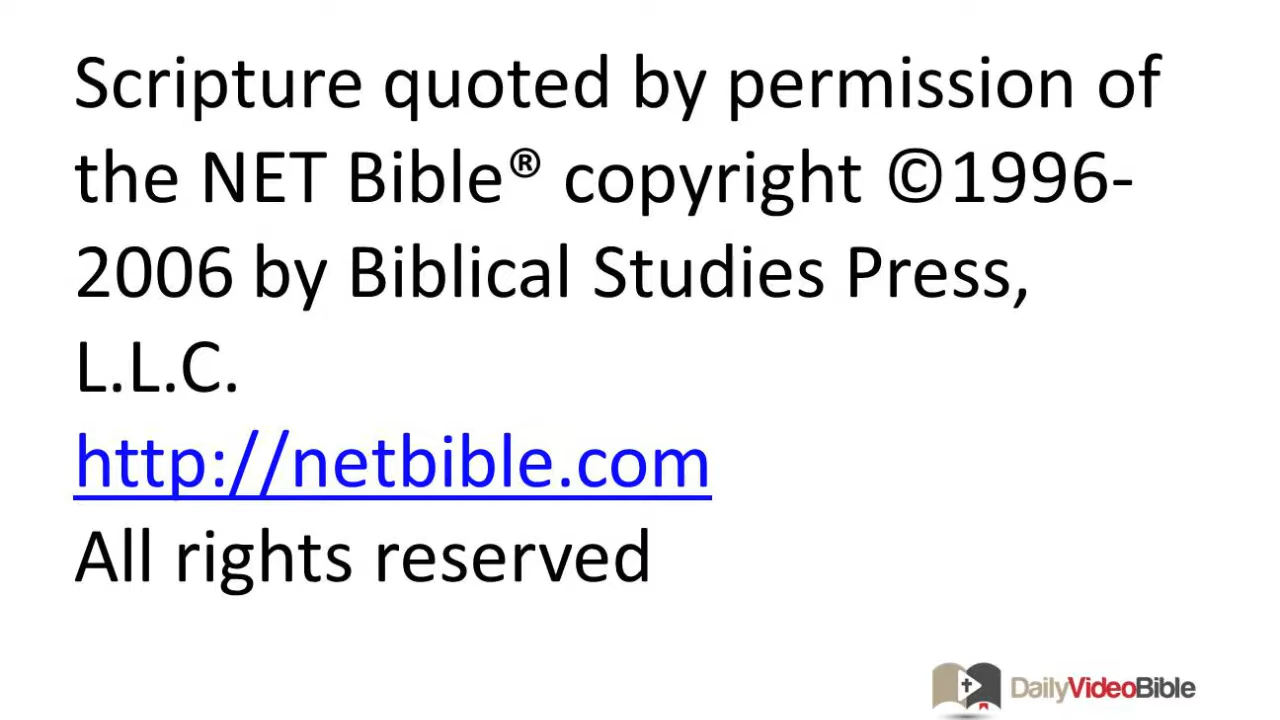 Scripture quoted by permission of
the NET Bible® copyright ©1996-
2006 by Biblical Studies Press,
L.L.C.
http://netbible.com
All rights reserved
DailyVideoBible